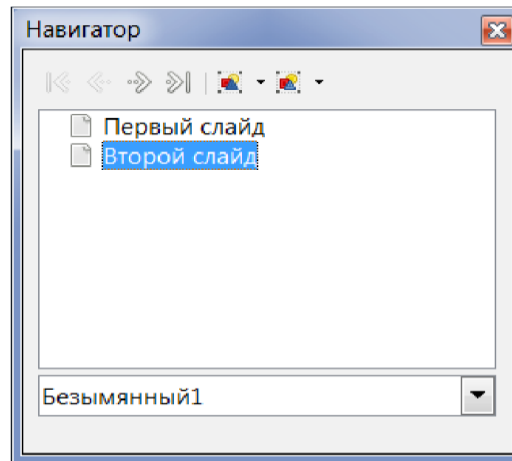 Навигатор
Первый слайд
Второй слайд
Безымянный1